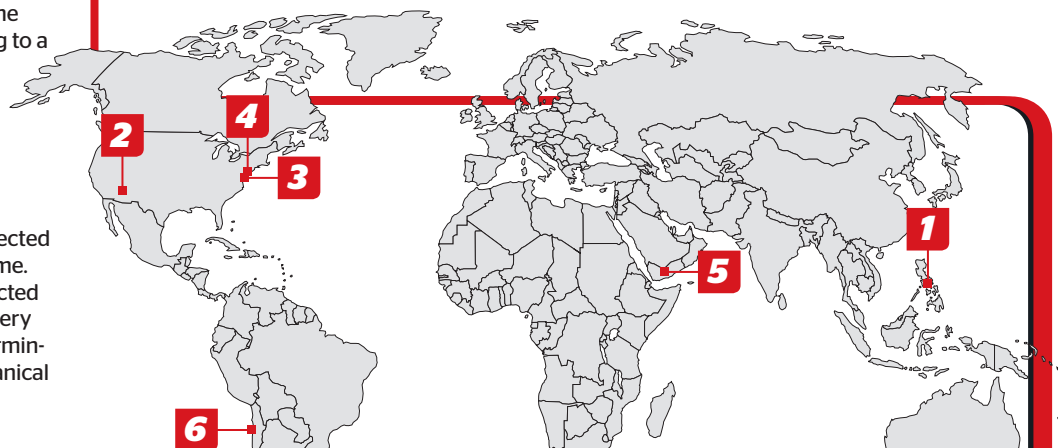 me
g to a
ected
me.
cted
ery
rmin-
anical
4
2
3
1
5
6